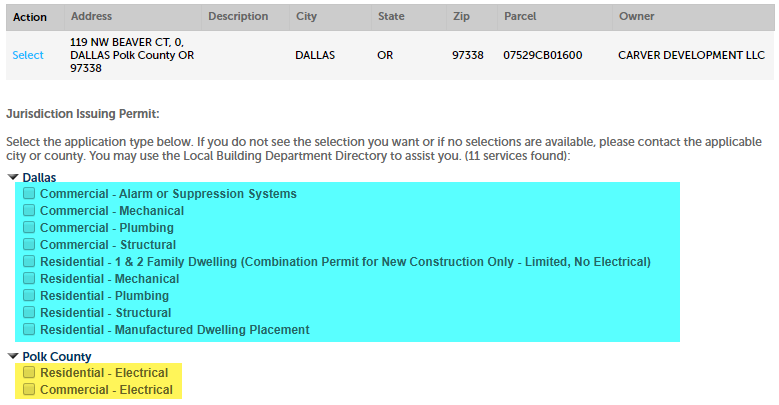 Action Address Description City State Zip Parcel Owner
119 NW BEAVER CT, 0,
Select DALLAS Polk County OR DALLAS OR 97338 07529CB01600 CARVER DEVELOPMENT LLC
97338
Jurisdiction Issuing Permit:
Select the application type below. If you do not see the selection you want or if no selections are available, please contact the applicable
city or county. You may use the Local Building Department Directory to assist you. (11 services found):
Dallas
Commercial - Alarm or Suppression Systems
Commercial - Mechanical
Commercial - Plumbing
Commercial - Structural
Residential - 1 & 2 Family Dwelling (Combination Permit for New Construction Only - Limited, No Electrical)
Residential - Mechanical
Residential - Plumbing
Residential - Structural
Residential - Manufactured Dwelling Placement
Polk County
Residential - Electrical
Commercial - Electrical